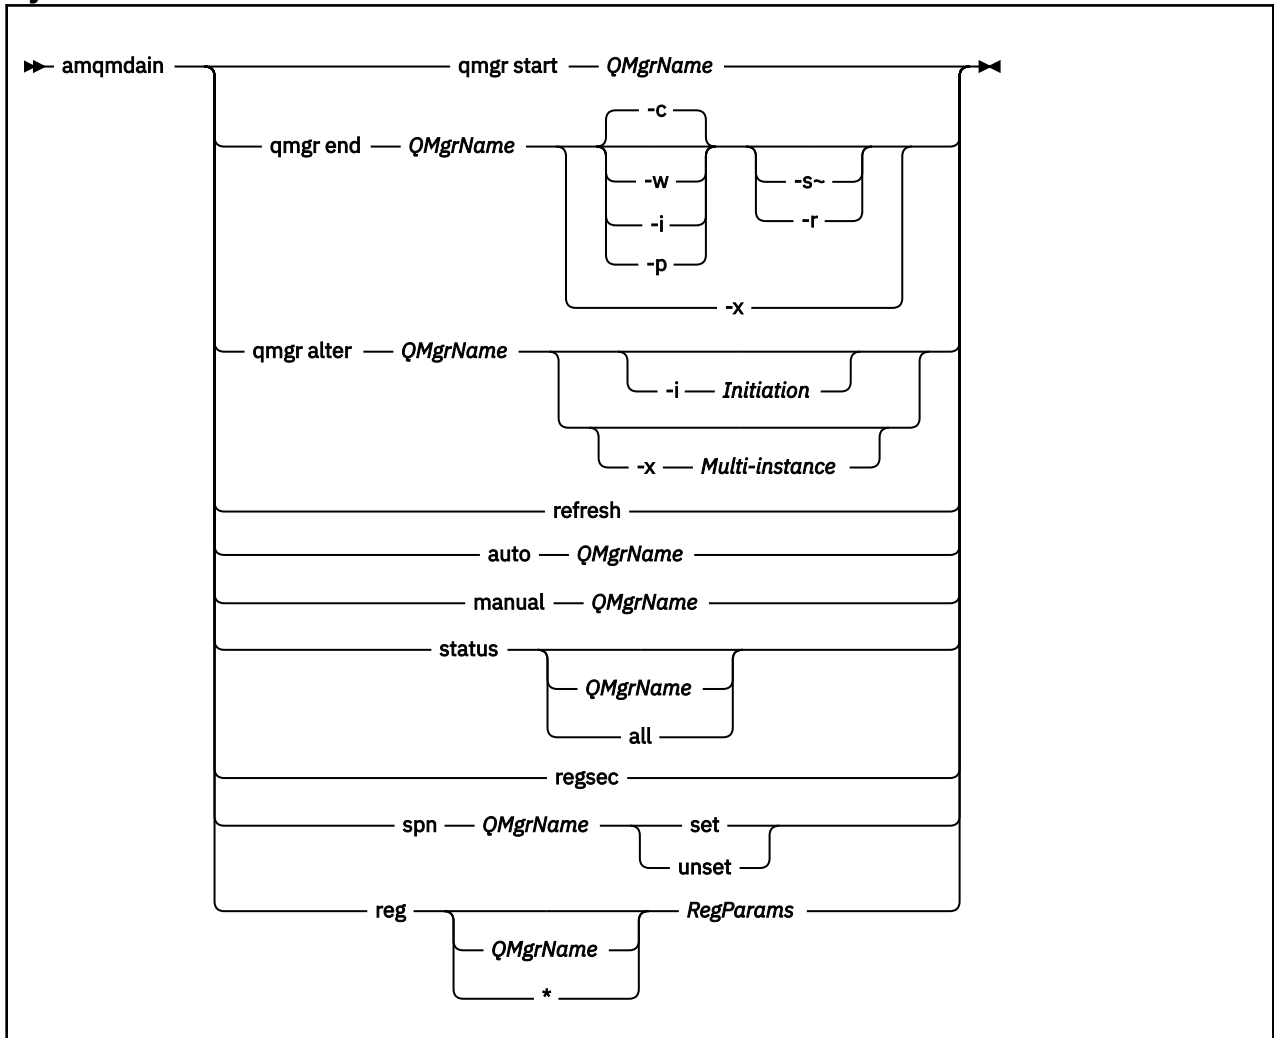 amqmdain qmgr start QMgrName
-c
qmgr end QMgrName
-w -s~
-i -r
-p
-x
qmgr alter QMgrName
-i Initiation
-x Multi-instance
refresh
auto QMgrName
manual QMgrName
status
QMgrName
all
regsec
spn QMgrName set
unset
reg RegParams
QMgrName
*